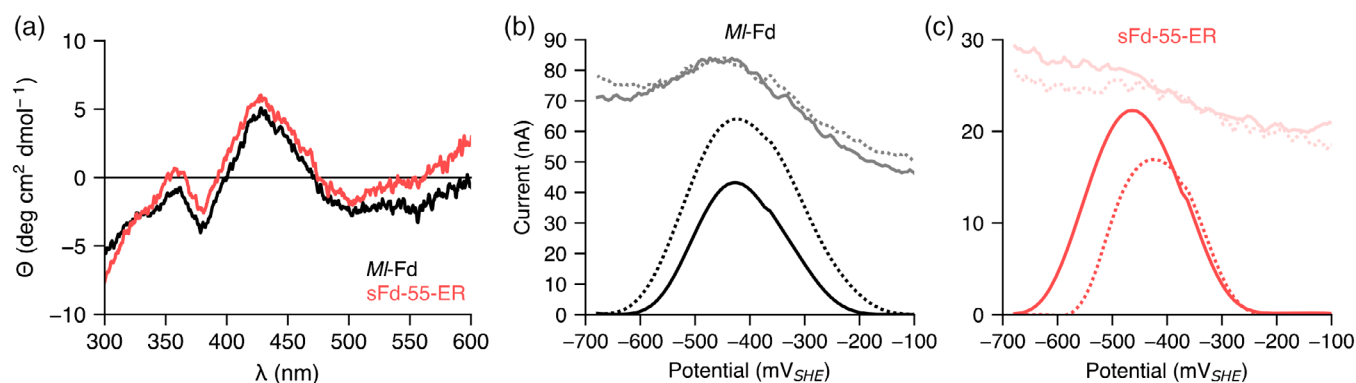 (a)
10
5
0
−5
−10
Θ (deg cm² dmol⁻¹)
Ml-Fd
sFd-55-ER
300 350 400 450 500 550 600
λ (nm)
(b)
Ml-Fd
90
80
70
60
50
40
30
20
10
0
Current (nA)
−700 −600 −500 −400 −300 −200 −100
Potential (mV_SHE)
(c)
sFd-55-ER
30
20
10
0
−700 −600 −500 −400 −300 −200 −100
Potential (mV_SHE)